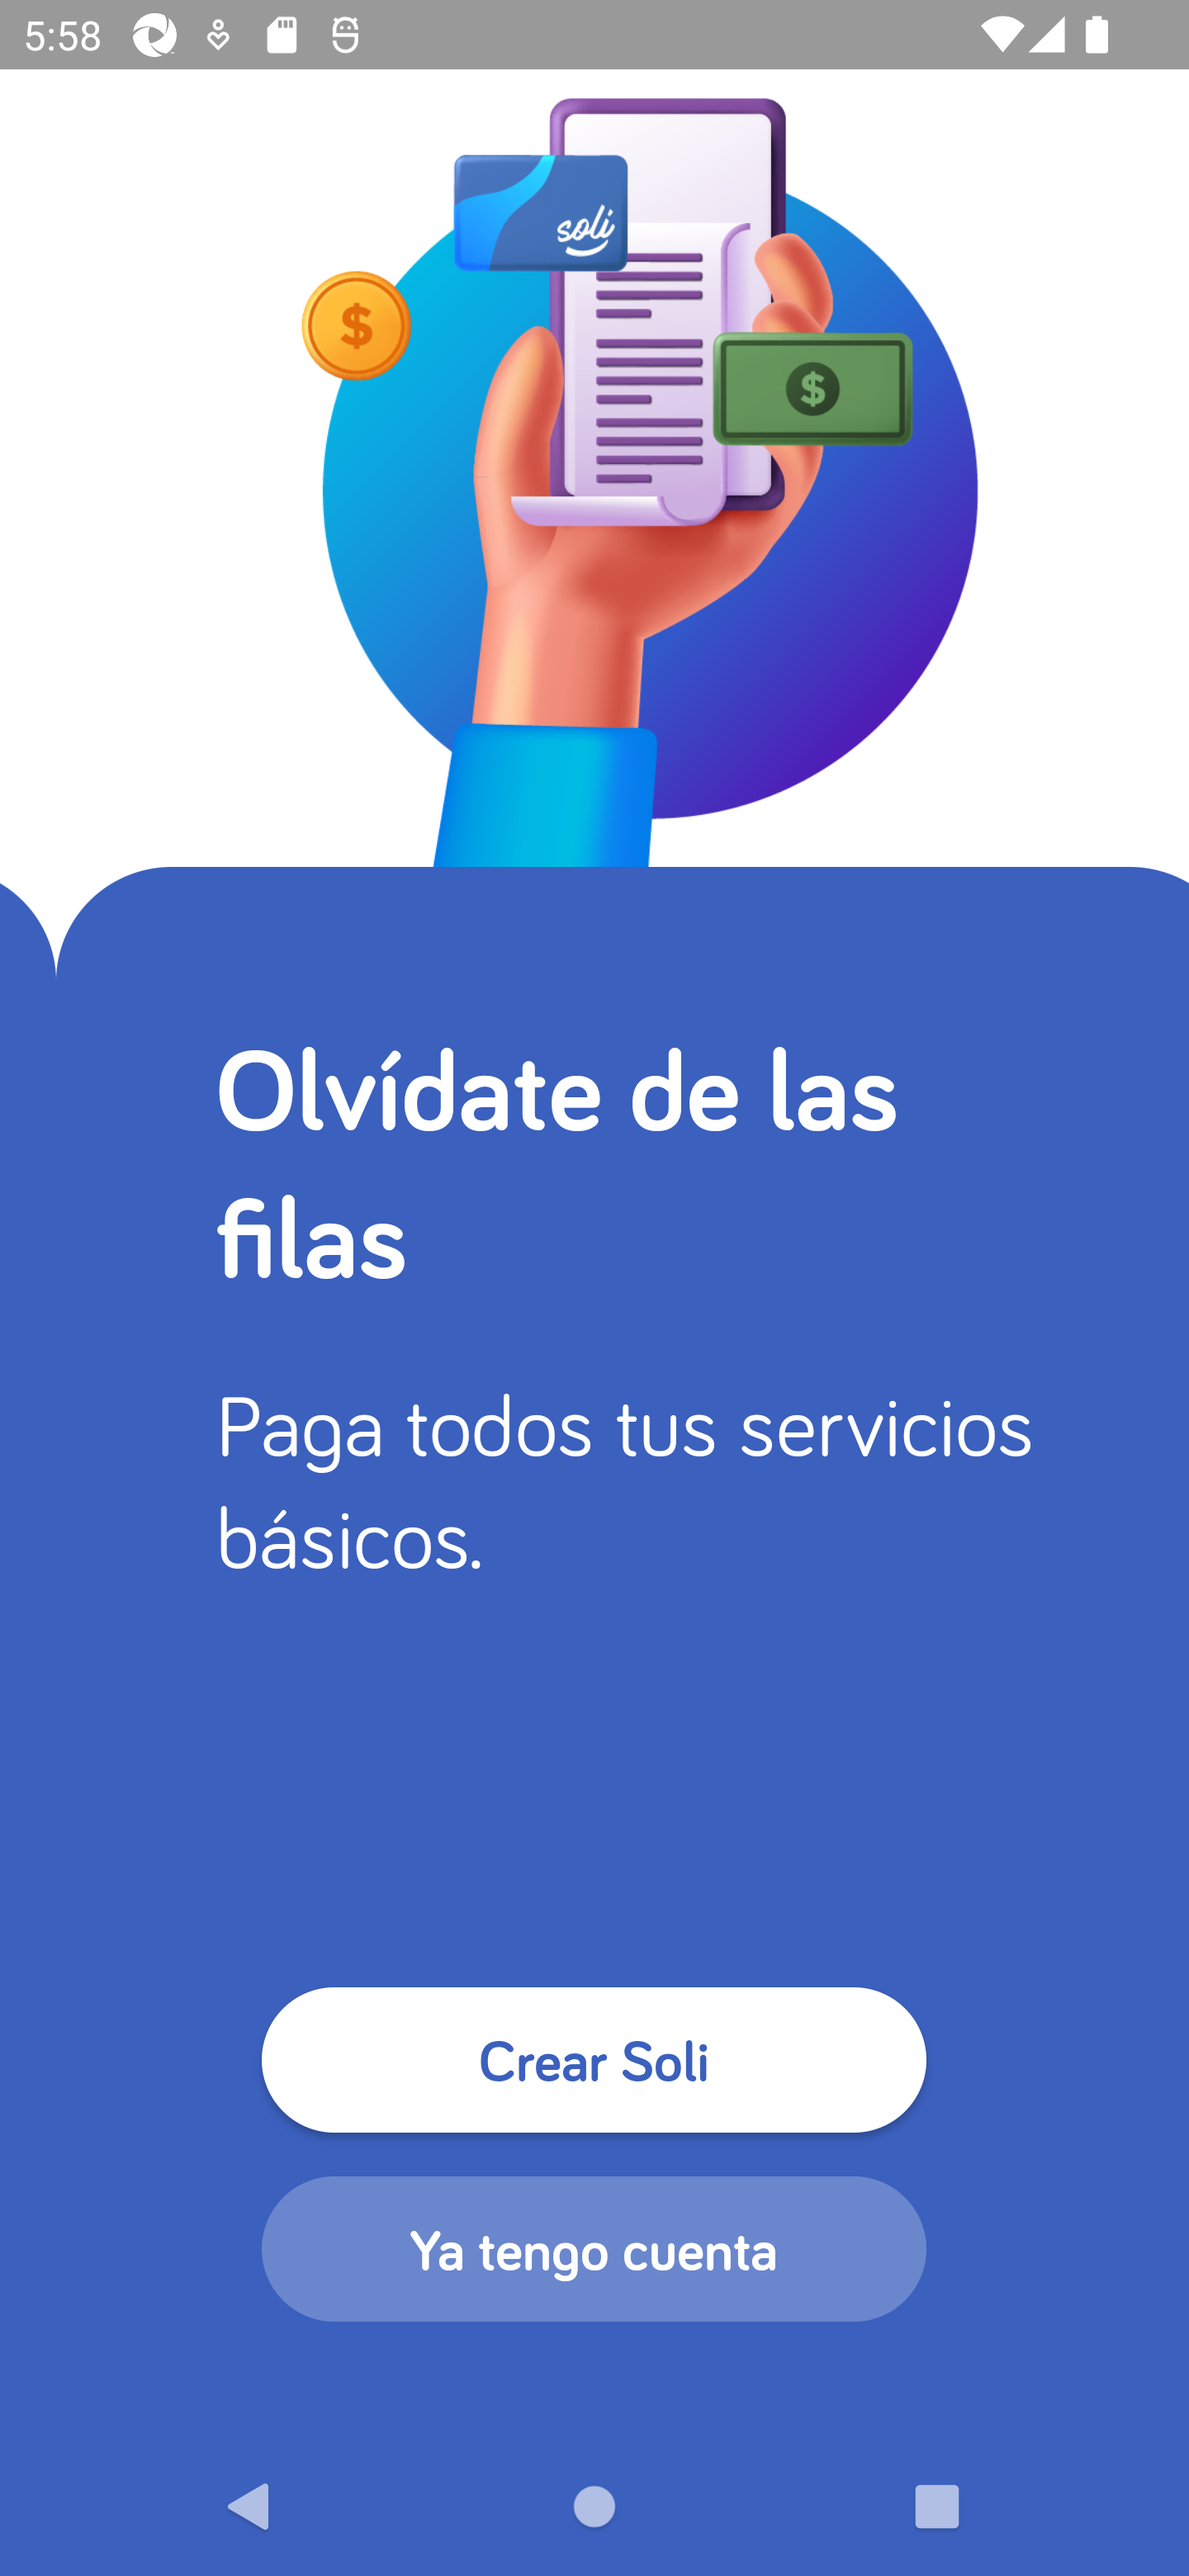 5:58
soli
$
$
Olvídate de las
filas
Paga todos tus servicios
básicos.
Crear Soli
Ya tengo cuenta